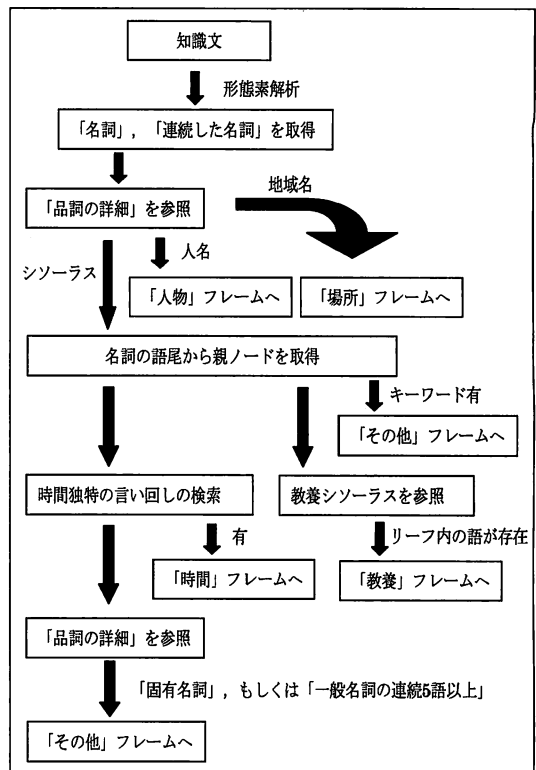 知識文
形態素解析
「名詞」，「連続した名詞」を取得
地域名
「品詞の詳細」を参照
人名
シソーラス
「人物」フレームへ
「場所」フレームへ
名詞の語尾から親ノードを取得
キーワード有
「その他」フレームへ
時間独特の言い回しの検索
教養シソーラスを参照
有
リーフ内の語が存在
「時間」フレームへ
「教養」フレームへ
「品詞の詳細」を参照
「固有名詞」，もしくは「一般名詞の連続5語以上」
「その他」フレームへ